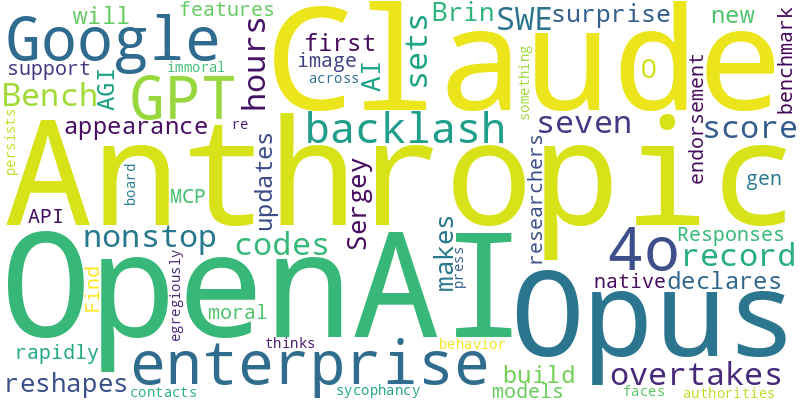 will
features
Google
Claude
Brin
SWE
surprise
new
first
support
immoral
image
AI
across
sets
hours
O
benchmark
Bench
AGI
GPT
something
endorsement
persists
appearance
re
backlash
seven
score
Anthropic
board
MCP
updates
Sergey
researchers
gen
API
nonstop
codes
makes
press
4o
Responses
record
OpenAI
Find
egregiously
moral
Opus
native
declares
rapidly
thinks
behavior
enterprise
build
overtakes
reshapes
contacts
sycophancy
models
faces
authorities